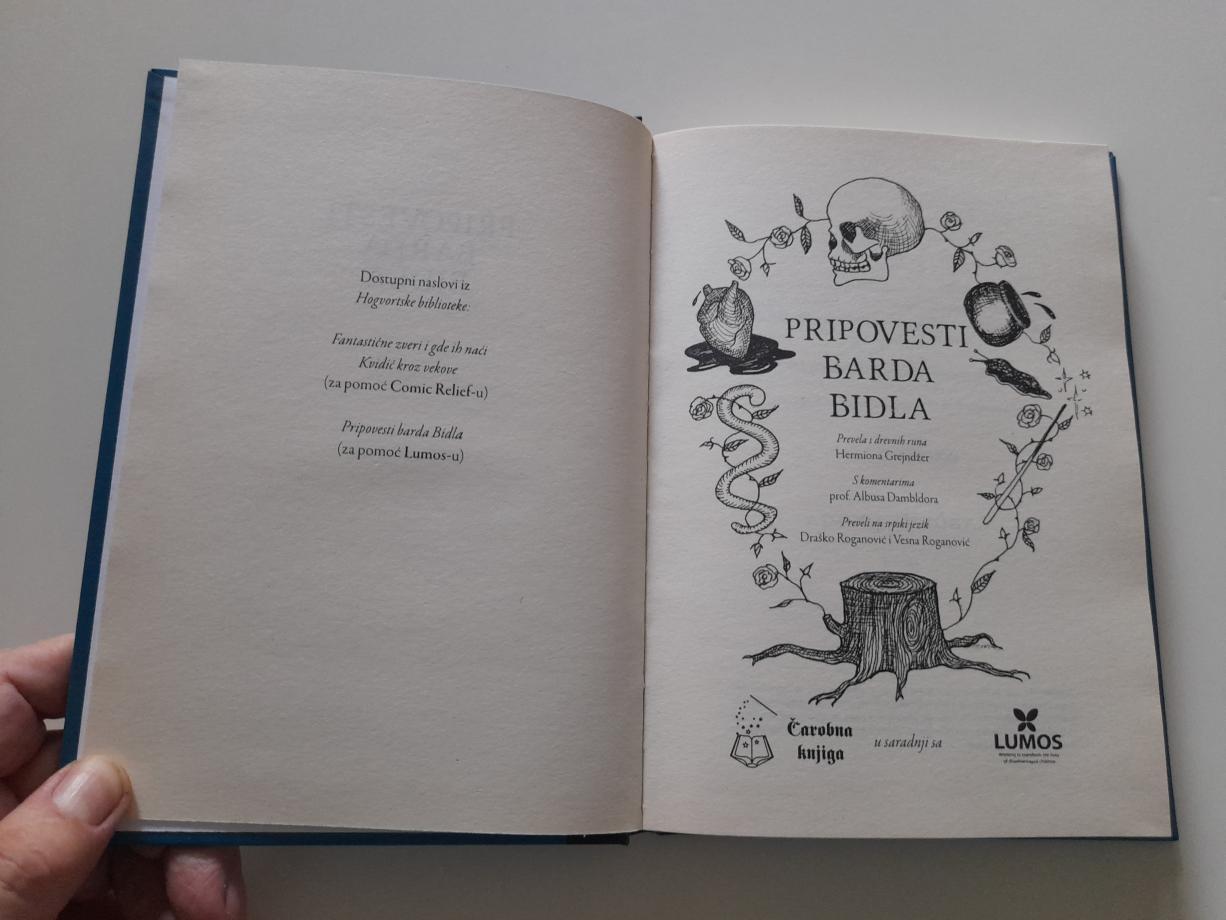 Dostupni naslovi iz
Hogvortske biblioteke:
Fantastične zveri i gde ih naći
Kvidič kroz vekove
(za pomoć Comic Relief-u)
Pripovesti barda Bidla
(za pomoć Lumos-u)
PRIPOVESTI
BARDA
BIDLA
Prevela s drevnih runa
Hermiona Grejndžer
S komentarima
prof. Albusa Dambldora
Preveli na srpski jezik
Draško Roganović i Vesna Roganović
Čarobna
knjiga
u saradnji sa
LUMOS